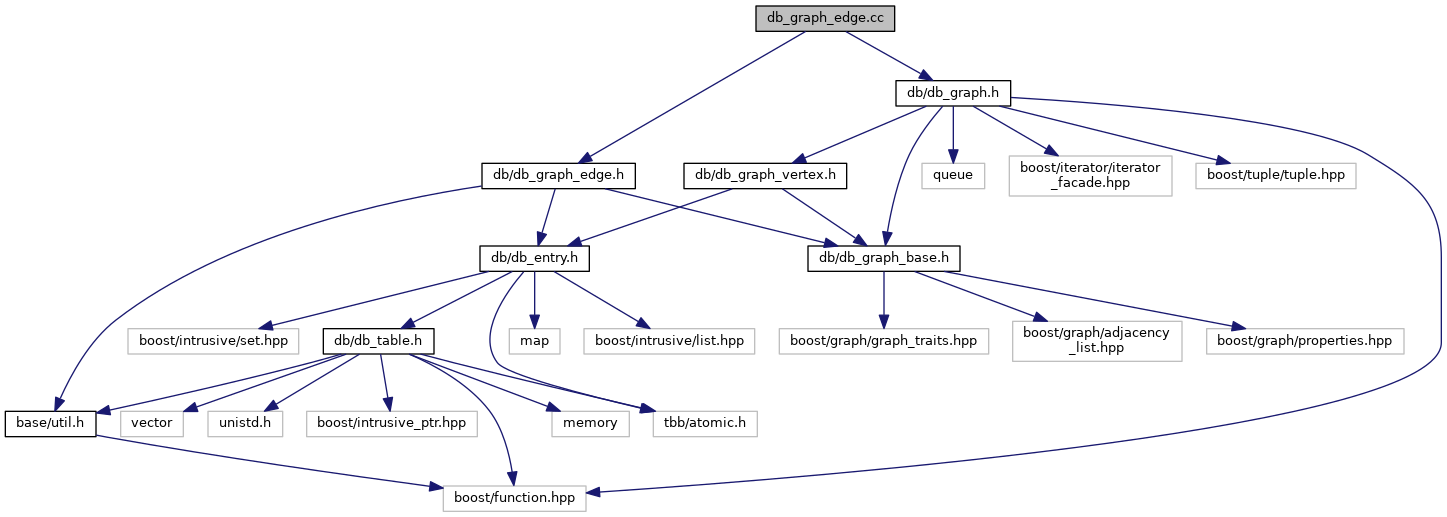 db_graph_edge.cc
db/db_graph.h
db/db_graph_edge.h
db/db_graph_vertex.h
queue
boost/iterator/iterator
_facade.hpp
boost/tuple/tuple.hpp
db/db_entry.h
db/db_graph_base.h
boost/intrusive/set.hpp
db/db_table.h
map
boost/intrusive/list.hpp
boost/graph/graph_traits.hpp
boost/graph/adjacency
_list.hpp
boost/graph/properties.hpp
base/util.h
vector
unistd.h
boost/intrusive_ptr.hpp
memory
tbb/atomic.h
boost/function.hpp